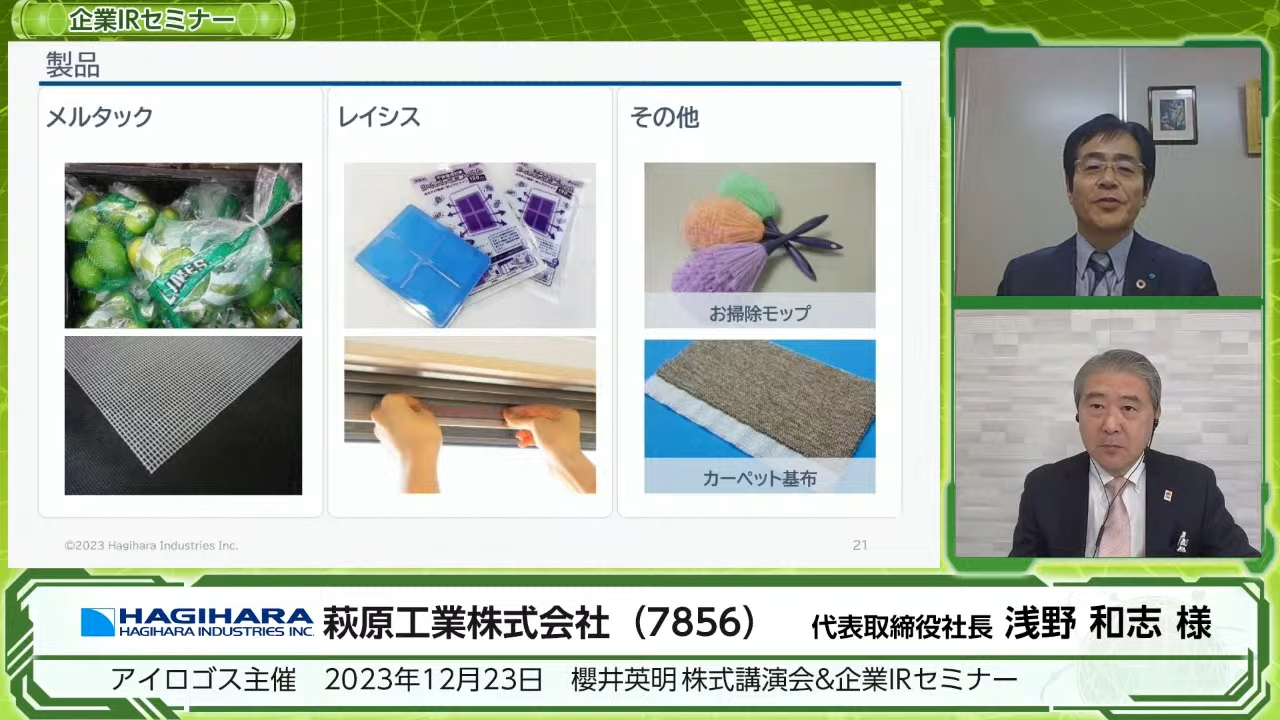 企業IRセミナー
製品
メルタック
レイシス
その他
LIMES
お掃除モップ
カーペット基布
©2023 Hagihara Industries Inc.
21
HAGIHARA
HAGIHARA INDUSTRIES INC.
萩原工業株式会社（7856）
代表取締役社長 浅野 和志 様
アイロゴス主催　2023年12月23日　櫻井英明 株式講演会&企業IRセミナー